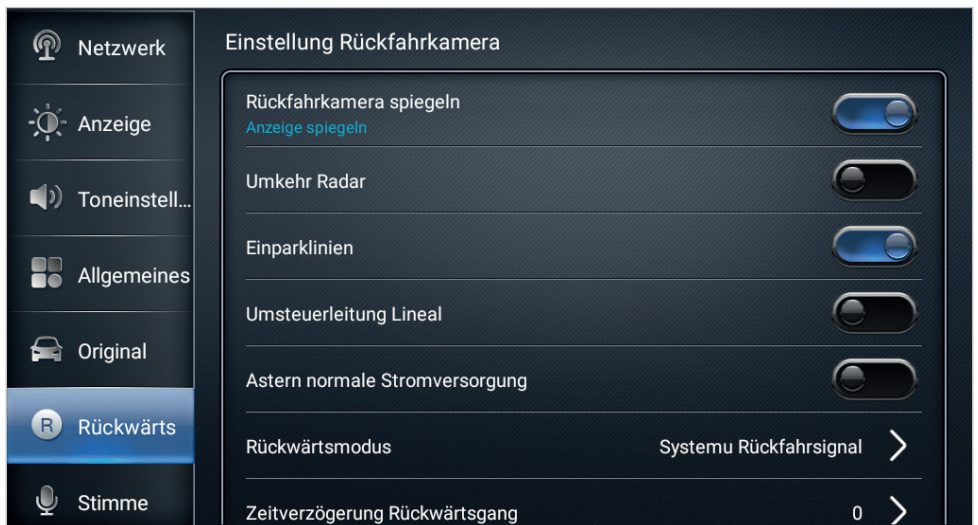 Netzwerk
Anzeige
Toneinstell...
Allgemeines
Original
R
Rückwärts
Stimme
Einstellung Rückfahrkamera
Rückfahrkamera spiegeln
Anzeige spiegeln
Umkehr Radar
Einparklinien
Umsteuerleitung Lineal
Astern normale Stromversorgung
Rückwärtsmodus Systemu Rückfahrsignal
Zeitverzögerung Rückwärtsgang 0